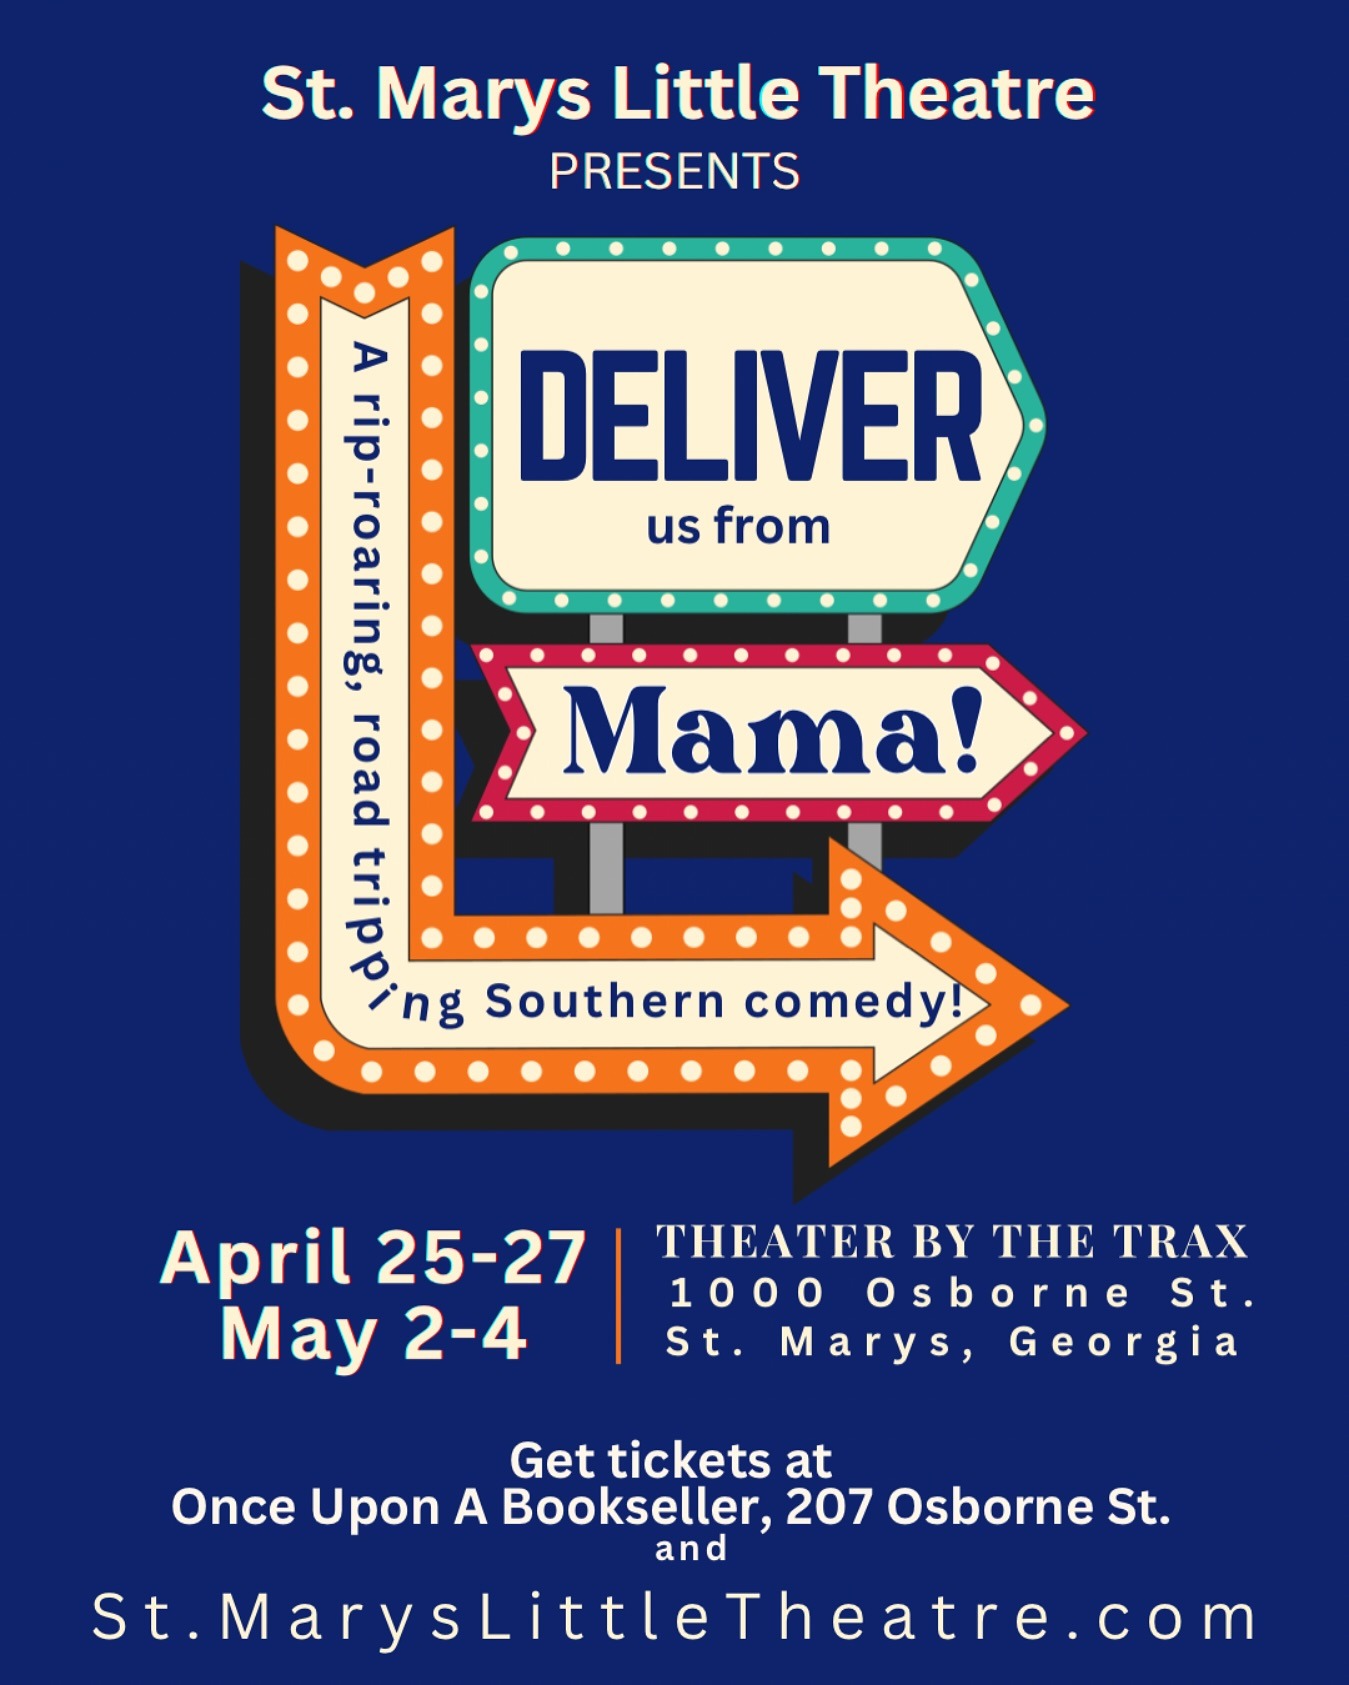 St. Marys Little Theatre
PRESENTS
DELIVER
us from
Mama!
A rip-roaring, road tripping Southern comedy!
April 25-27
May 2-4
THEATER BY THE TRAX
1000 Osborne St.
St. Marys, Georgia
Get tickets at
Once Upon A Bookseller, 207 Osborne St.
and
St.MarysLittleTheatre.com